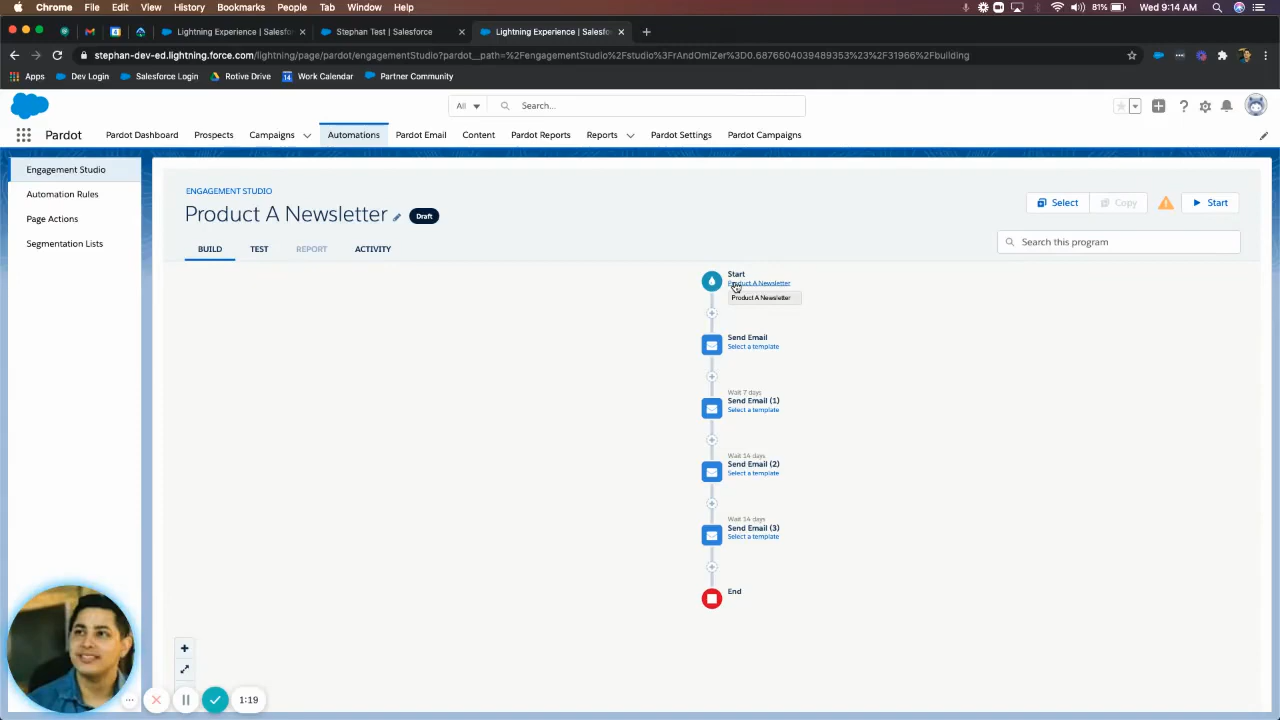 Chrome File Edit View History Bookmarks People Tab Window Help
81% Wed 9:14 AM
Lightning Experience | Salesfo
Stephan Test | Salesforce
Lightning Experience | Salesfo
stephan-dev-ed.lightning.force.com/lightning/page/pardot/engagementStudio?pardot__path=%2FengagementStudio%2Fstudio%3FrAndOmiZer%3D0.6876504039489353%23%2F31966%2Fbuilding
Apps Dev Login Salesforce Login Rotive Drive 14 Work Calendar Partner Community
All Search...
Pardot Pardot Dashboard Prospects Campaigns Automations Pardot Email Content Pardot Reports Reports Pardot Settings Pardot Campaigns
Engagement Studio
Automation Rules
Page Actions
Segmentation Lists
ENGAGEMENT STUDIO
Product A Newsletter Draft
Select Copy Start
BUILD TEST REPORT ACTIVITY
Search this program
Start
Product A Newsletter
Product A Newsletter
Send Email
Select a template
Wait 7 days
Send Email (1)
Select a template
Wait 14 days
Send Email (2)
Select a template
Wait 14 days
Send Email (3)
Select a template
End
1:19